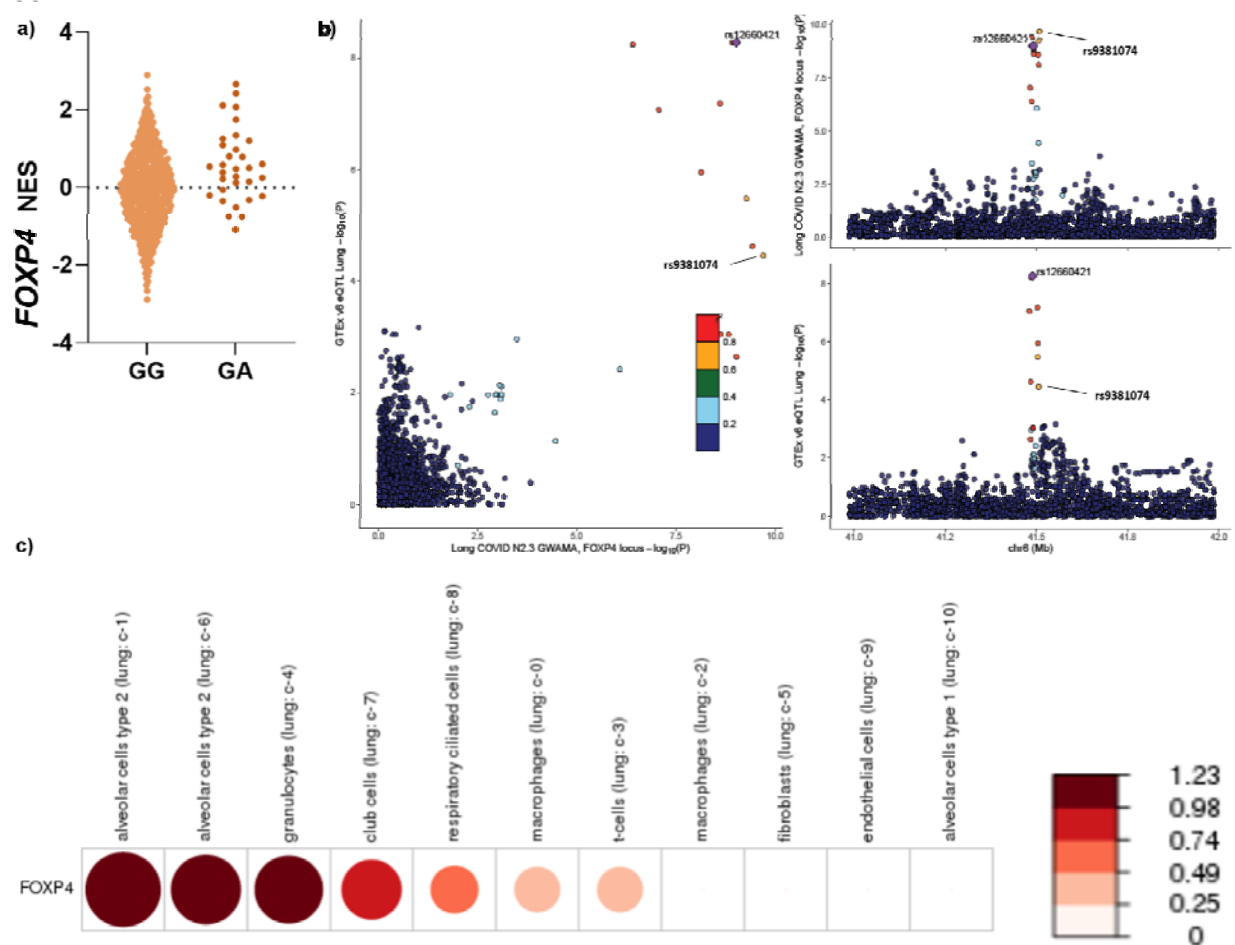 a)
4
2
0
-2
-4
FOXP4 NES
GG
GA
b)
GTEx v6 eQTL Lung −log10(P)
8
6
4
2
0
rs12660421
rs9381074
0.8
0.6
0.4
0.2
0.0
2.5
5.0
7.5
10.0
Long COVID N2.3 GWAMA, FOXP4 locus −log10(P)
Long COVID N2.3 GWAMA, FOXP4 locus −log10(P)
10.0
7.5
5.0
2.5
0.0
rs12660421
rs9381074
GTEx v6 eQTL Lung −log10(P)
8
6
4
2
0
rs12660421
rs9381074
41.0
41.3
41.5
41.8
42.0
chr6 (Mb)
c)
alveolar cells type 2 (lung: c-1)
alveolar cells type 2 (lung: c-6)
granulocytes (lung: c-4)
club cells (lung: c-7)
respiratory ciliated cells (lung: c-8)
macrophages (lung: c-0)
t-cells (lung: c-3)
macrophages (lung: c-2)
fibroblasts (lung: c-5)
endothelial cells (lung: c-9)
alveolar cells type 1 (lung: c-10)
FOXP4
1.23
0.98
0.74
0.49
0.25
0